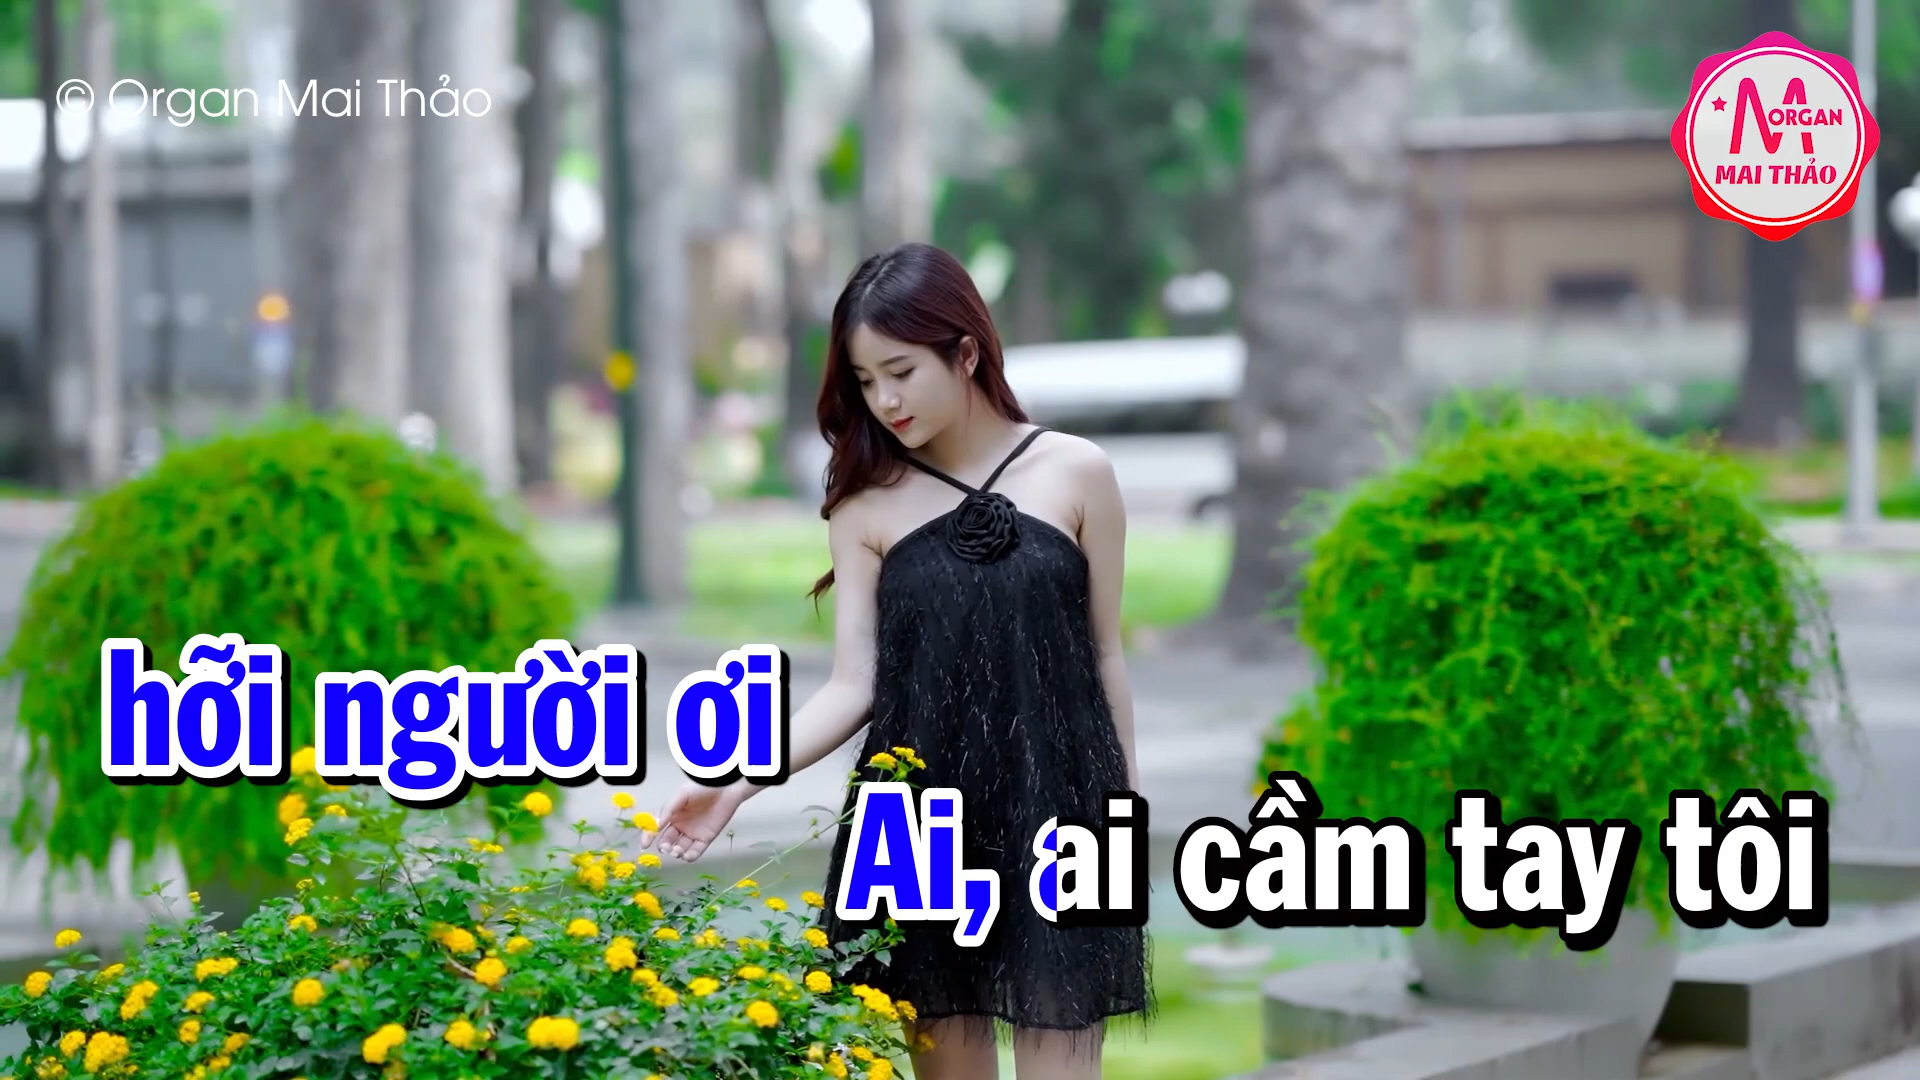 © Organ Mai Thảo
ORGAN
MAI THẢO
hỡi người ơi
Ai, ai cầm tay tôi